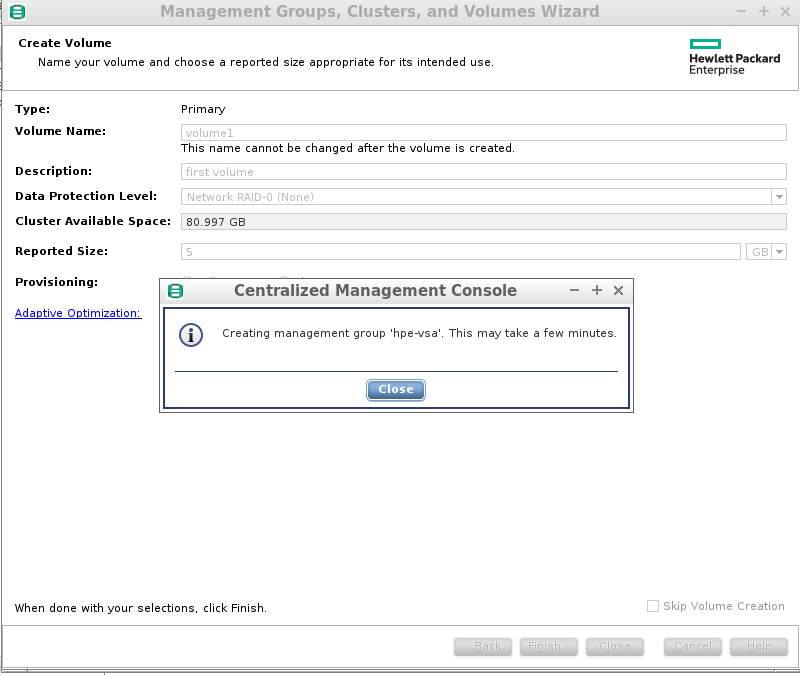 Management Groups, Clusters, and Volumes Wizard
Create Volume
Name your volume and choose a reported size appropriate for its intended use.
Hewlett Packard
Enterprise
Type: Primary
Volume Name: volume1
This name cannot be changed after the volume is created.
Description: first volume
Data Protection Level: Network RAID-0 (None)
Cluster Available Space: 80.997 GB
Reported Size: 5 GB
Provisioning:
Centralized Management Console
Adaptive Optimization:
Creating management group 'hpe-vsa'. This may take a few minutes.
Close
When done with your selections, click Finish.
Skip Volume Creation
Back Finish Close Cancel Help